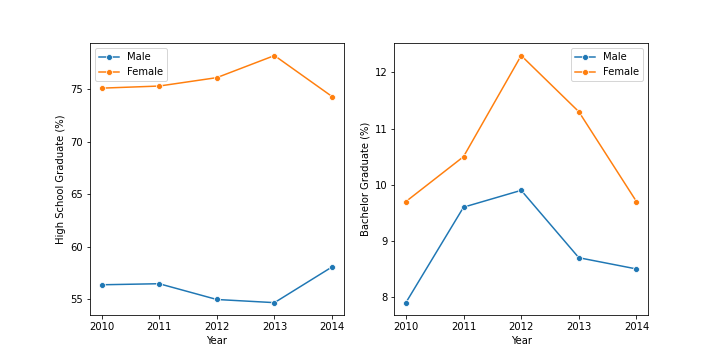 Male
Female
High School Graduate (%)
75
70
65
60
55
2010 2011 2012 2013 2014
Year
Male
Female
Bachelor Graduate (%)
12
11
10
9
8
2010 2011 2012 2013 2014
Year